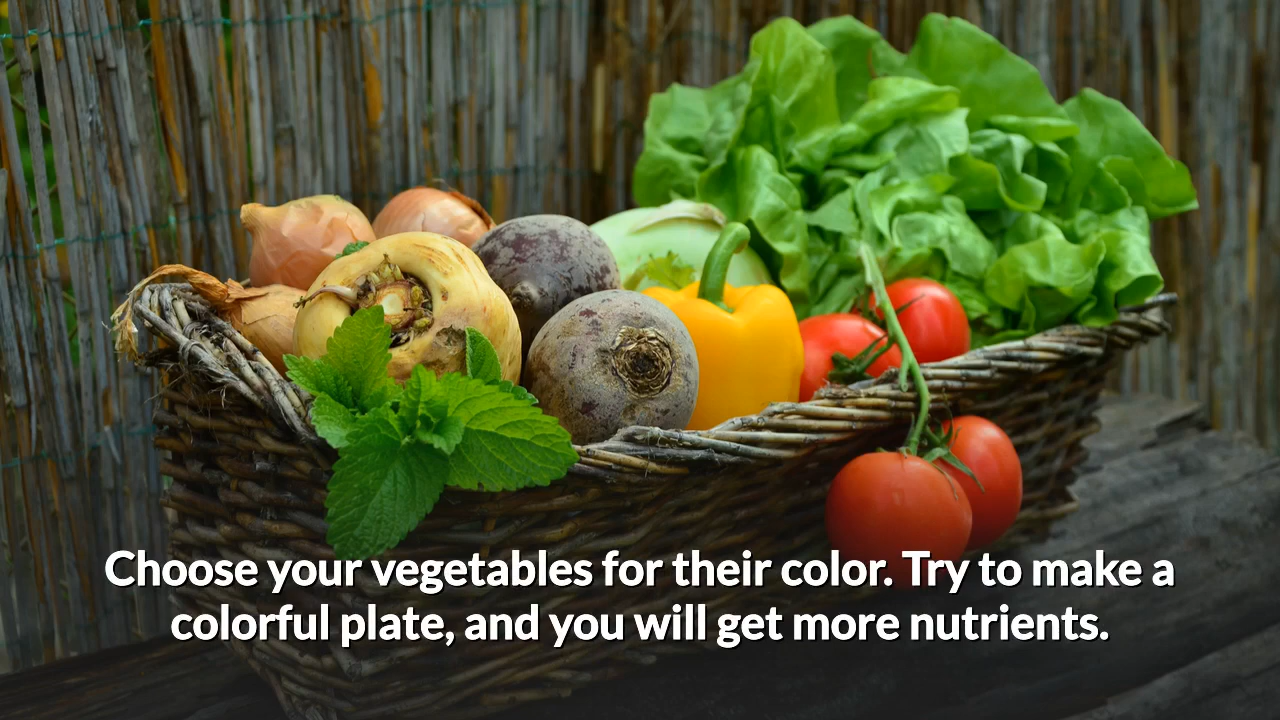 Choose your vegetables for their color. Try to make a
colorful plate, and you will get more nutrients.